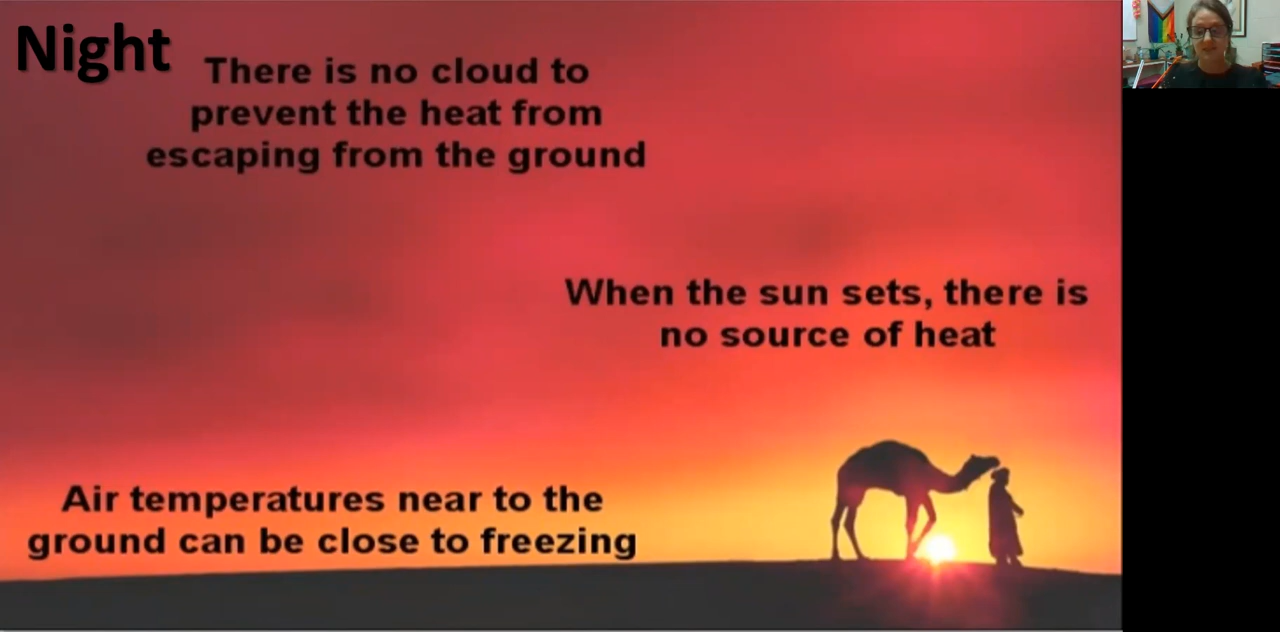 Night
There is no cloud to
prevent the heat from
escaping from the ground
When the sun sets, there is
no source of heat
Air temperatures near to the
ground can be close to freezing